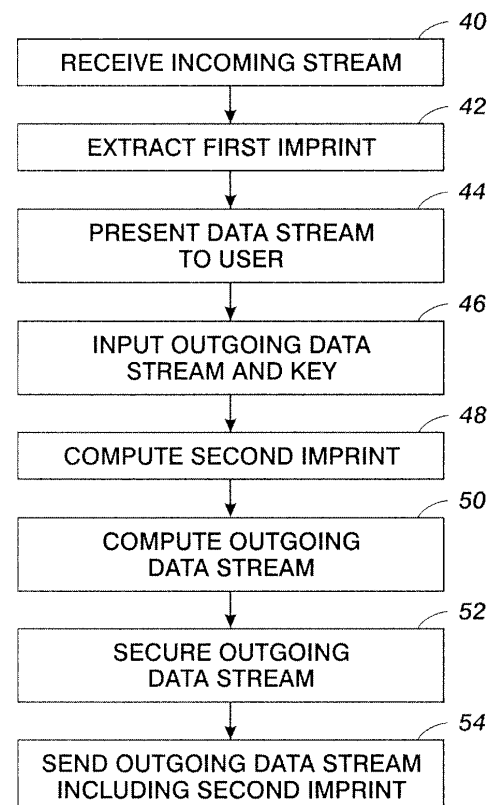 40
RECEIVE INCOMING STREAM
42
EXTRACT FIRST IMPRINT
44
PRESENT DATA STREAM
TO USER
46
INPUT OUTGOING DATA
STREAM AND KEY
48
COMPUTE SECOND IMPRINT
50
COMPUTE OUTGOING
DATA STREAM
52
SECURE OUTGOING
DATA STREAM
54
SEND OUTGOING DATA STREAM
INCLUDING SECOND IMPRINT